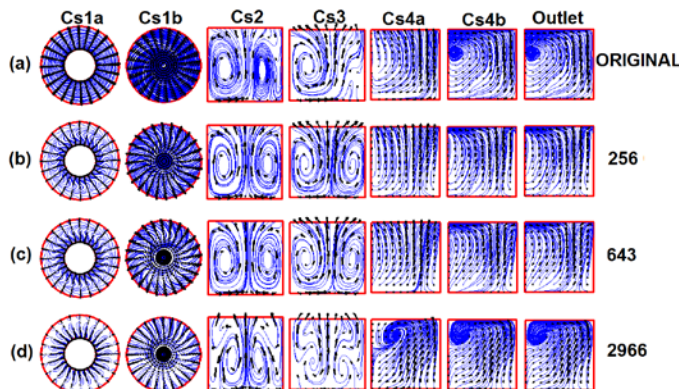 Cs1a Cs1b Cs2 Cs3 Cs4a Cs4b Outlet
(a) ORIGINAL
(b) 256
(c) 643
(d) 2966